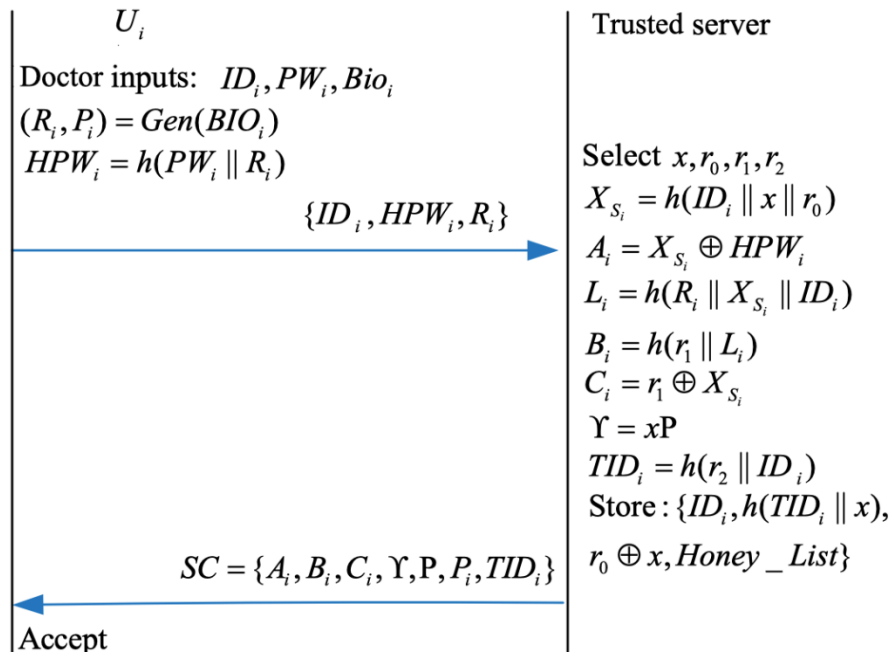 U_i
Trusted server
Doctor inputs: ID_i, PW_i, Bio_i
(R_i, P_i) = Gen(BIO_i)
HPW_i = h(PW_i || R_i)
{ID_i, HPW_i, R_i}
Select x, r_0, r_1, r_2
X_{S_i} = h(ID_i || x || r_0)
A_i = X_{S_i} ⊕ HPW_i
L_i = h(R_i || X_{S_i} || ID_i)
B_i = h(r_1 || L_i)
C_i = r_1 ⊕ X_{S_i}
ϒ = xP
TID_i = h(r_2 || ID_i)
Store : {ID_i, h(TID_i || x),
r_0 ⊕ x, Honey _ List}
SC = {A_i, B_i, C_i, ϒ, P, P_i, TID_i}
Accept